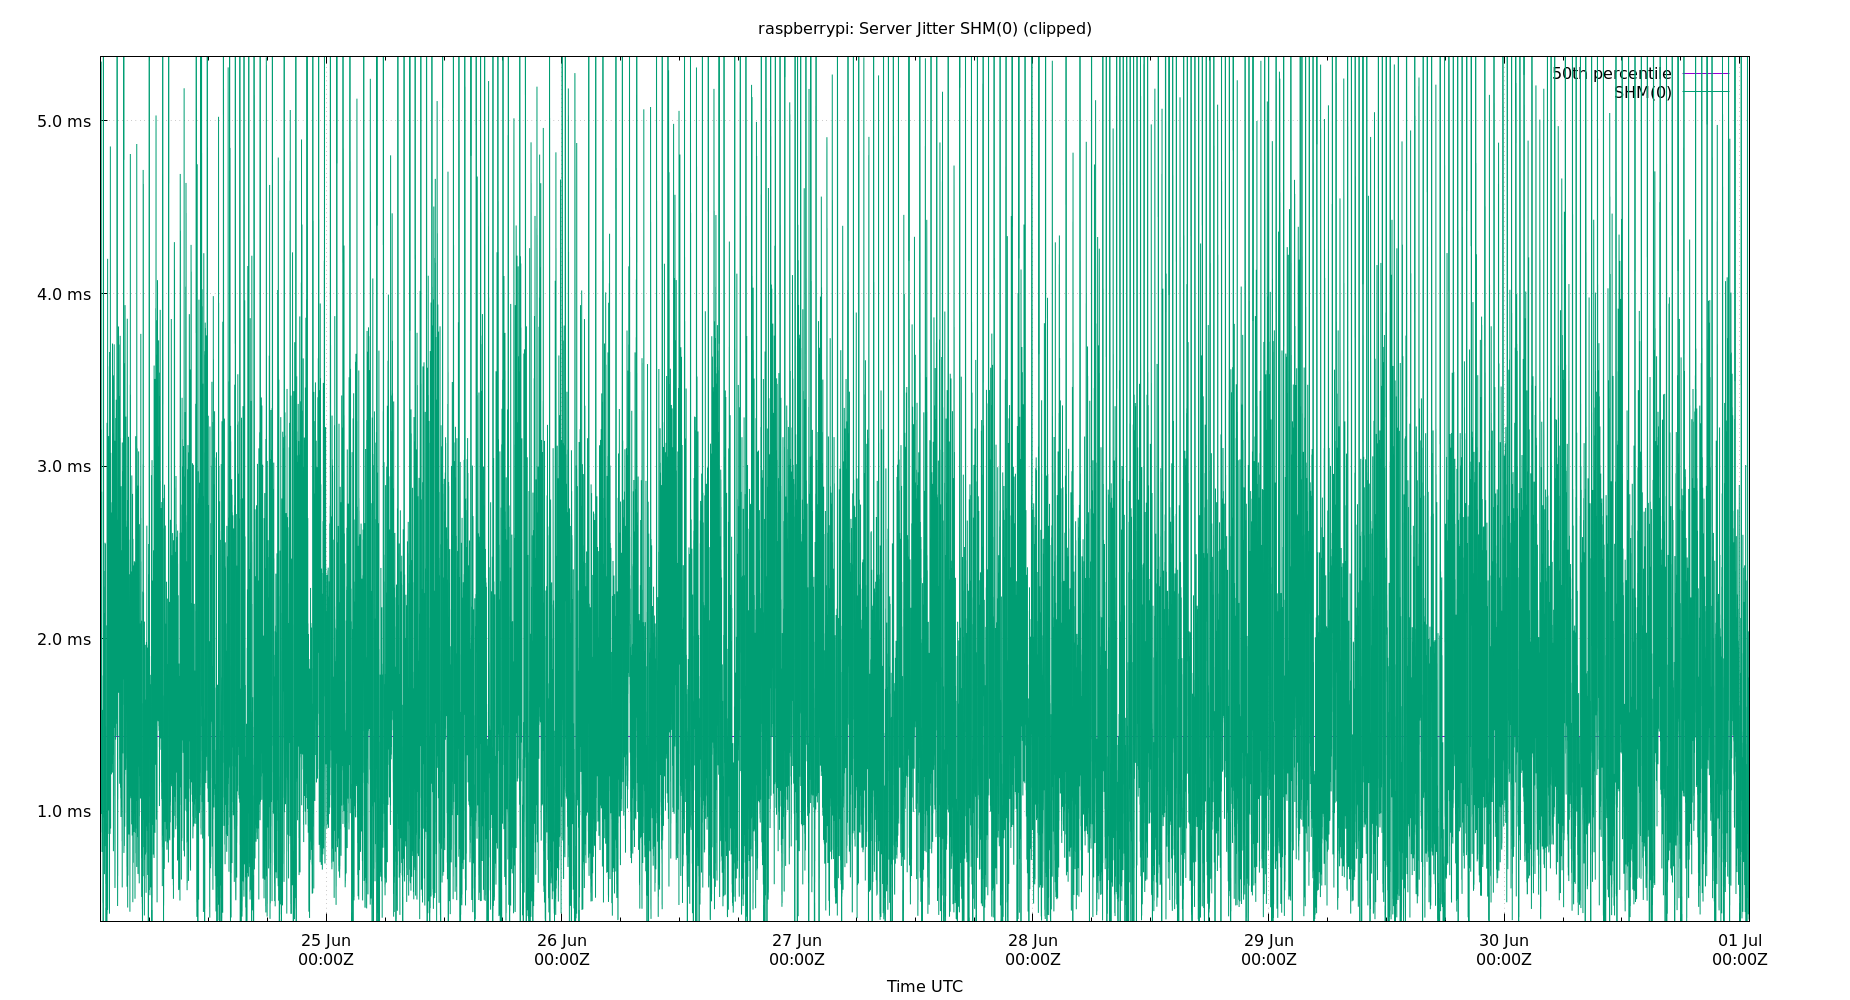 raspberrypi: Server Jitter SHM(0) (clipped)
50th percentile
SHM(0)
5.0 ms
4.0 ms
3.0 ms
2.0 ms
1.0 ms
25 Jun 26 Jun 27 Jun 28 Jun 29 Jun 30 Jun 01 Jul
00:00Z 00:00Z 00:00Z 00:00Z 00:00Z 00:00Z 00:00Z
Time UTC